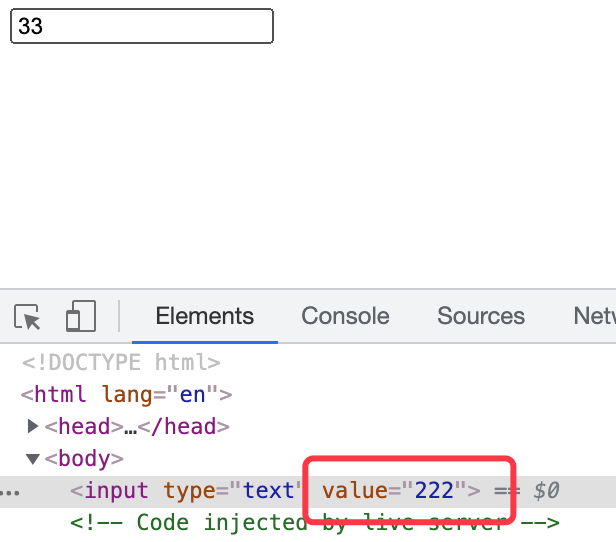 33
Elements Console Sources Netw
<!DOCTYPE html>
<html lang="en">
▶<head>…</head>
▼<body>
... <input type="text" value="222"> == $0
<!-- Code injected by live-server -->